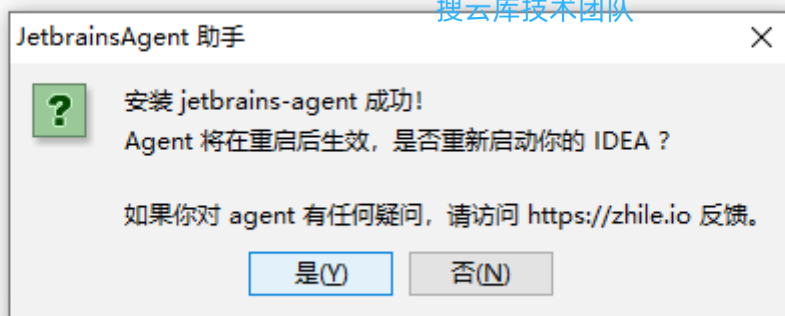 搜云库技术团队
JetbrainsAgent 助手
安装 jetbrains-agent 成功!
Agent 将在重启后生效，是否重新启动你的 IDEA ？
如果你对 agent 有任何疑问，请访问 https://zhile.io 反馈。
是(Y) 否(N)